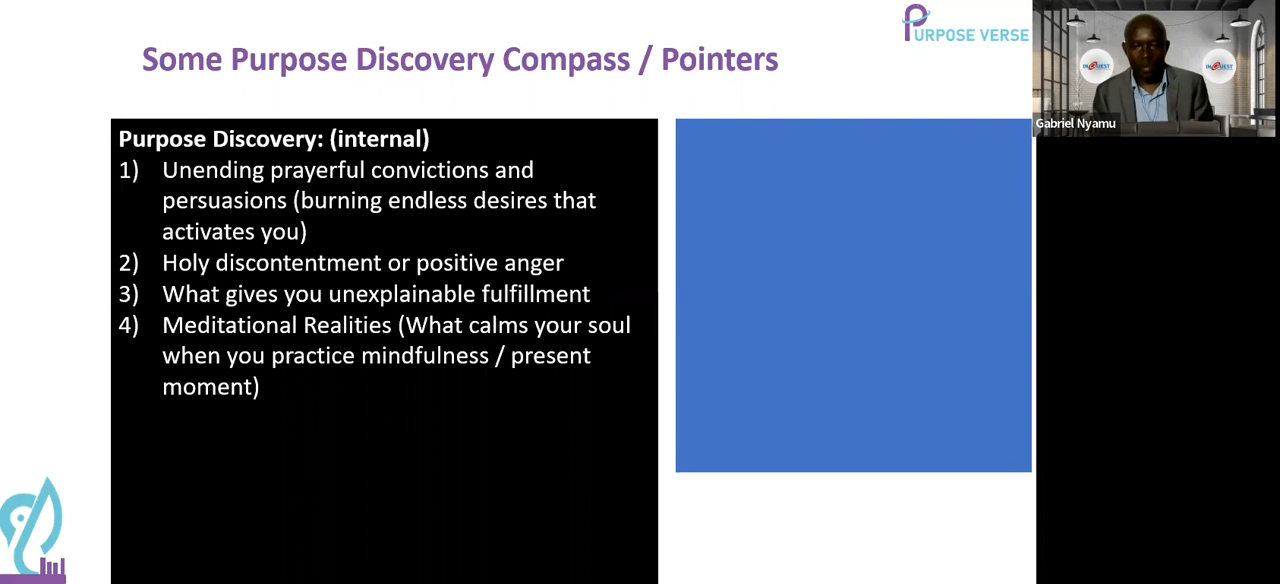 PURPOSE VERSE
Some Purpose Discovery Compass / Pointers
Gabriel Nyamu
Purpose Discovery: (internal)
1) Unending prayerful convictions and
persuasions (burning endless desires that
activates you)
2) Holy discontentment or positive anger
3) What gives you unexplainable fulfillment
4) Meditational Realities (What calms your soul
when you practice mindfulness / present
moment)